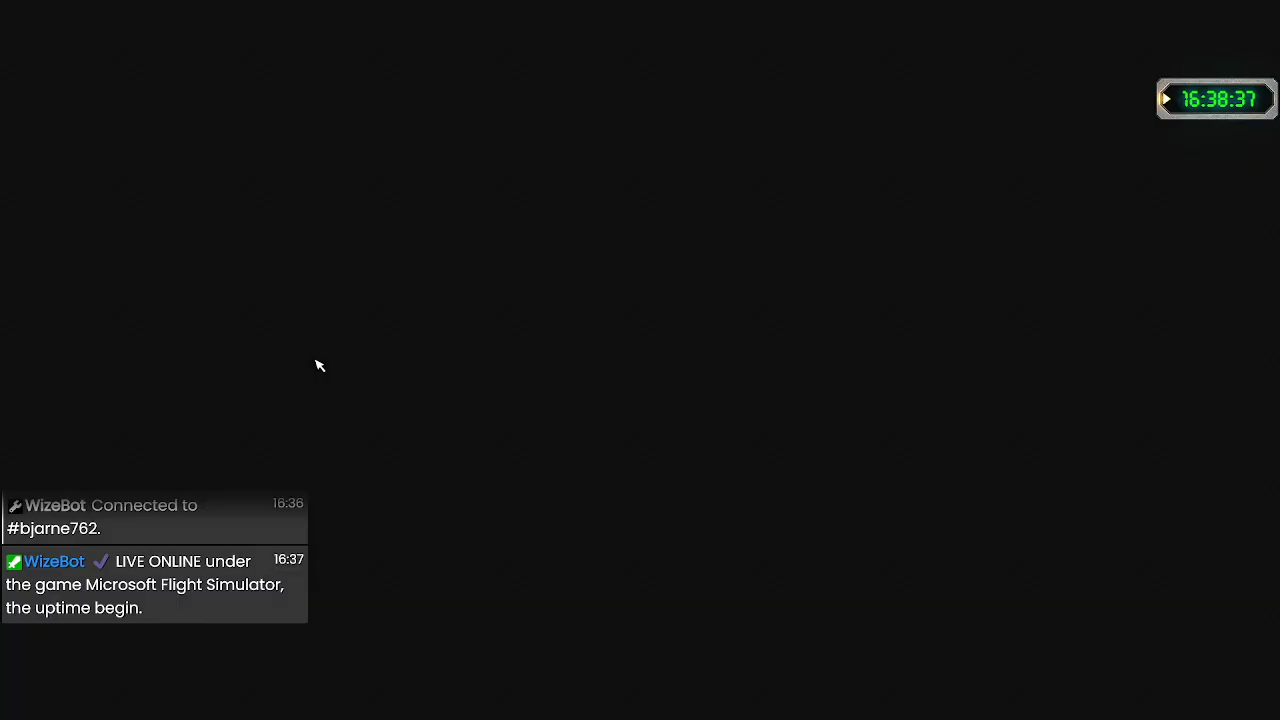 16:38:37
WizeBot Connected to 16:36
#bjarne762.
WizeBot LIVE ONLINE under 16:37
the game Microsoft Flight Simulator,
the uptime begin.